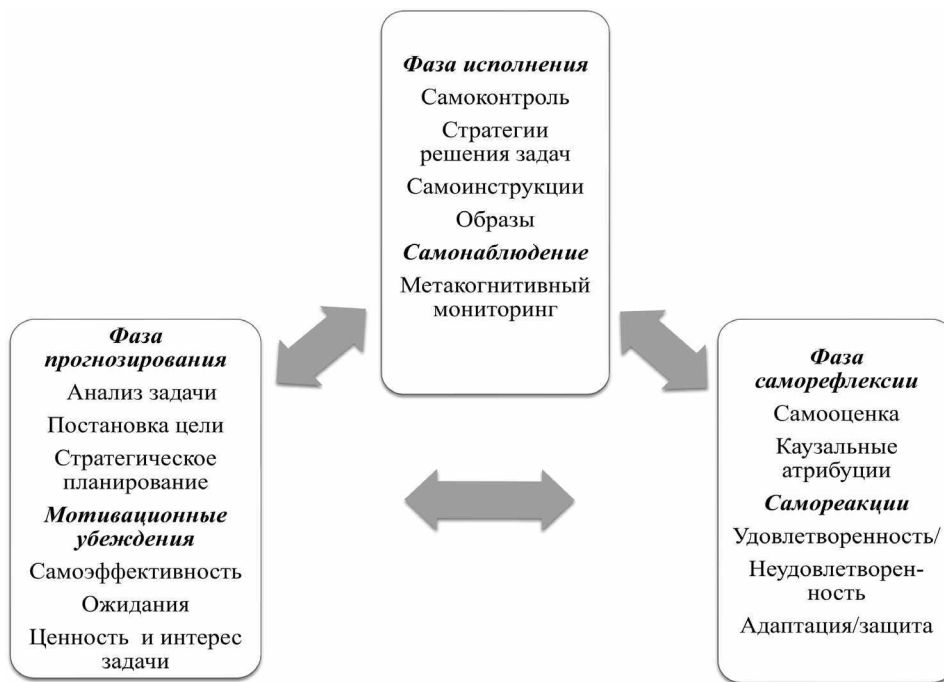 Фаза исполнения
Самоконтроль
Стратегии
решения задач
Самоинструкции
Образы
Самонаблюдение
Метакогнитивный
мониторинг
Фаза
прогнозирования
Анализ задачи
Постановка цели
Стратегическое
планирование
Мотивационные
убеждения
Самоэффективность
Ожидания
Ценность и интерес
задачи
Фаза
саморефлексии
Самооценка
Каузальные
атрибуции
Самореакции
Удовлетворенность/
Неудовлетворен-
ность
Адаптация/защита